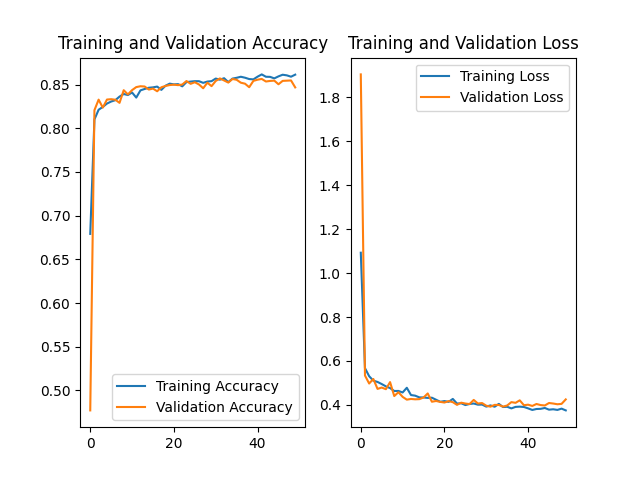 Training and Validation Accuracy
0.85
0.80
0.75
0.70
0.65
0.60
0.55
0.50
0 20 40
Training Accuracy
Validation Accuracy
Training and Validation Loss
1.8
1.6
1.4
1.2
1.0
0.8
0.6
0.4
0 20 40
Training Loss
Validation Loss